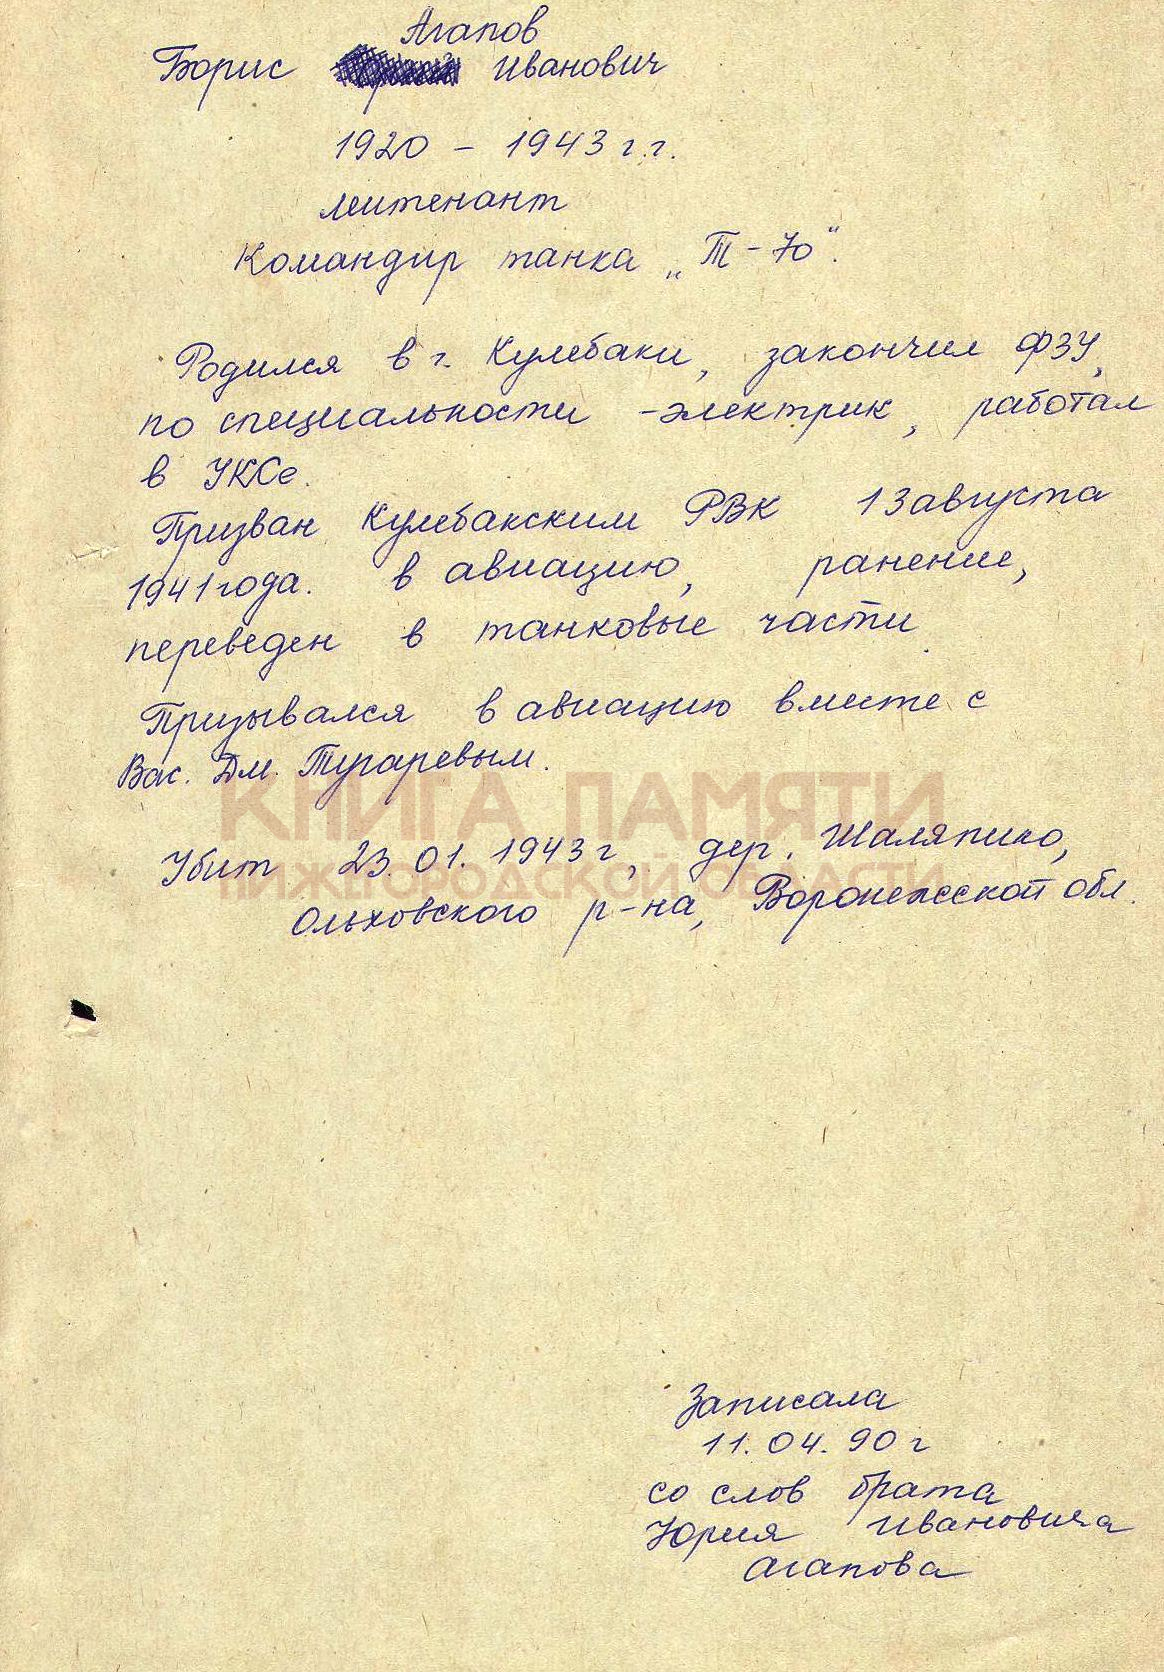 Агапов
Борис Иванович
1920 - 1943 г.г.
лейтенант
Командир танка „Т-70".
Родился в г. Кулебаки, закончил ФЗУ,
по специальности - электрик, работал
в УКСе.
Призван Кулебакским РВК 13 августа
1941 года. в авиацию, ранение,
переведен в танковые части.
Призывался в авиацию вместе с
Вас. Дм. Тугаревым.
КНИГА ПАМЯТИ
Убит 23.01.1943 г, дер. Шаляпино,
НИЖЕГОРОДСКОЙ ОБЛАСТИ
Ольховского р-на, Воронежской обл.
Записала
11.04.90 г
со слов брата
Юрия Ивановича
Агапова